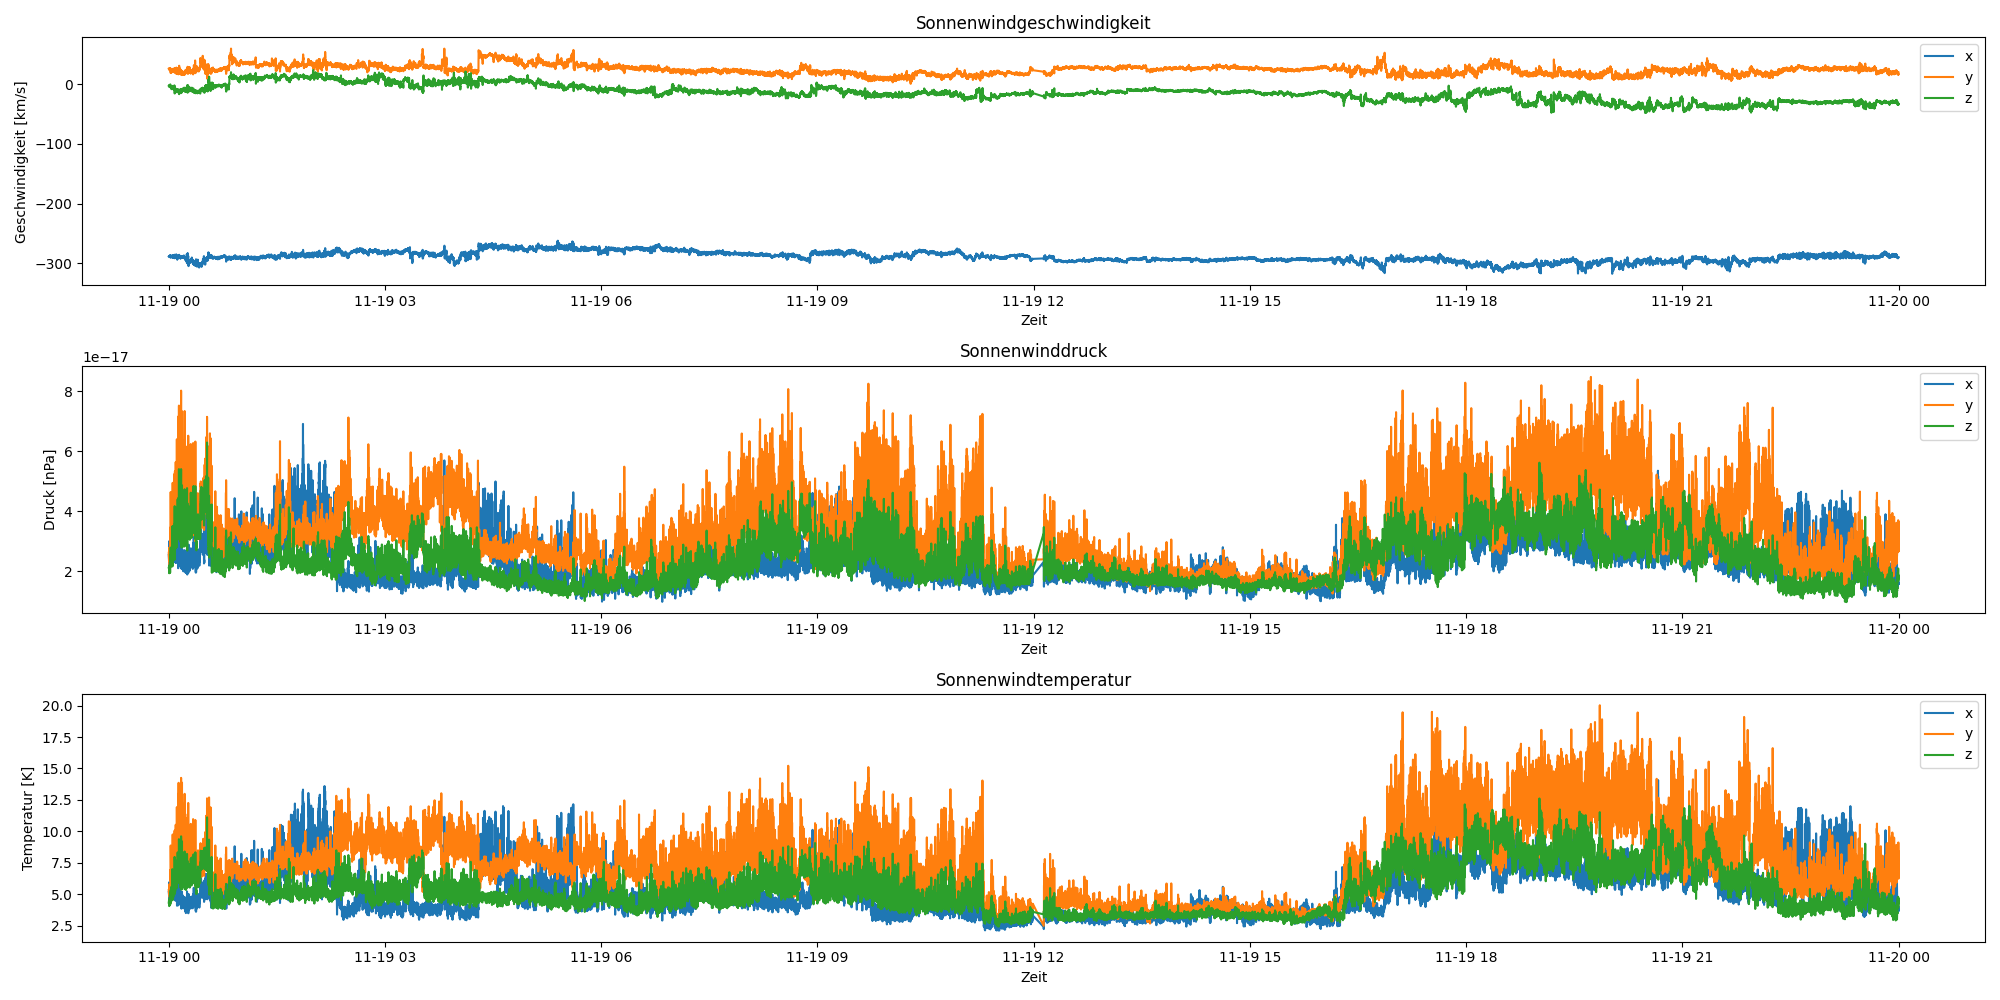 Sonnenwindgeschwindigkeit
Geschwindigkeit [km/s]
0
−100
−200
−300
x
y
z
11-19 00 11-19 03 11-19 06 11-19 09 11-19 12 11-19 15 11-19 18 11-19 21 11-20 00
Zeit
Sonnenwinddruck
1e−17
Druck [nPa]
8
6
4
2
x
y
z
11-19 00 11-19 03 11-19 06 11-19 09 11-19 12 11-19 15 11-19 18 11-19 21 11-20 00
Zeit
Sonnenwindtemperatur
Temperatur [K]
20.0
17.5
15.0
12.5
10.0
7.5
5.0
2.5
x
y
z
11-19 00 11-19 03 11-19 06 11-19 09 11-19 12 11-19 15 11-19 18 11-19 21 11-20 00
Zeit